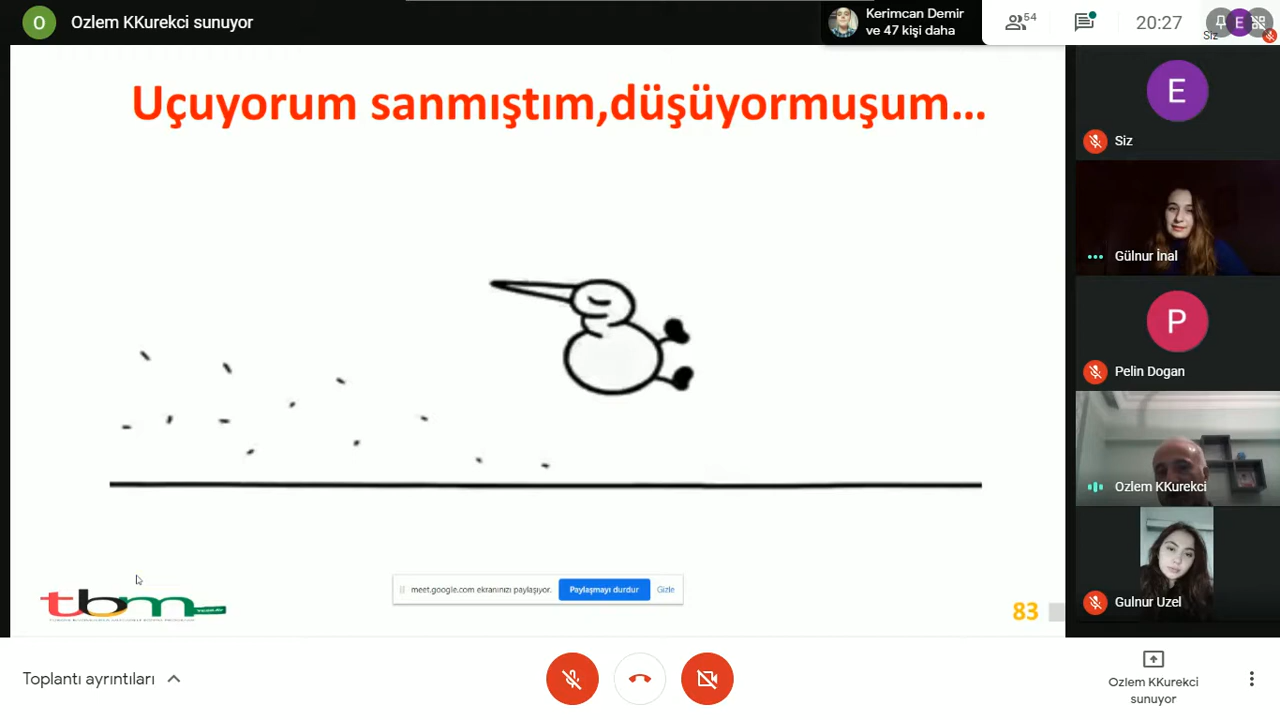 O
Ozlem KKurekci sunuyor
Kerimcan Demir
ve 47 kişi daha
54
20:27
E
Siz
Uçuyorum sanmıştım,düşüyormuşum...
E
Siz
Gülnur İnal
P
Pelin Dogan
Ozlem KKurekci
Gulnur Uzel
meet.google.com ekranınızı paylaşıyor.
Paylaşmayı durdur
Gizle
tbm
83
Toplantı ayrıntıları
Ozlem KKurekci
sunuyor